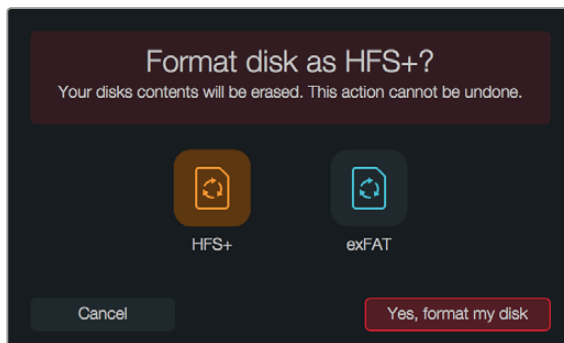 Format disk as HFS+?
Your disks contents will be erased. This action cannot be undone.
HFS+
exFAT
Cancel
Yes, format my disk